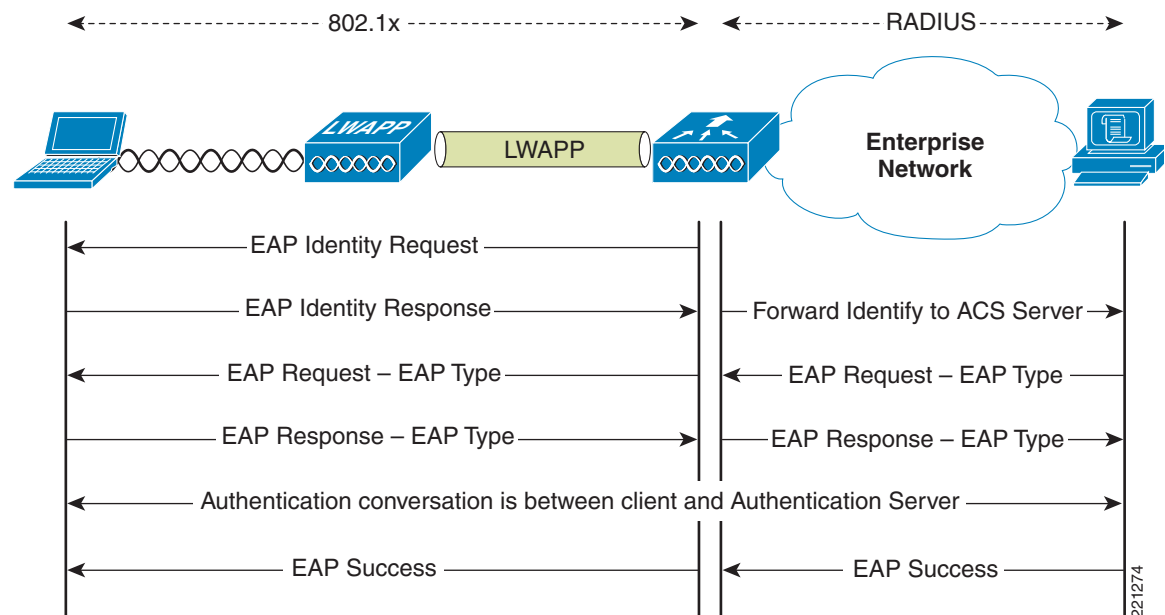 802.1x
RADIUS
LWAPP
LWAPP
Enterprise
Network
EAP Identity Request
EAP Identity Response
Forward Identify to ACS Server
EAP Request – EAP Type
EAP Request – EAP Type
EAP Response – EAP Type
EAP Response – EAP Type
Authentication conversation is between client and Authentication Server
EAP Success
EAP Success
221274